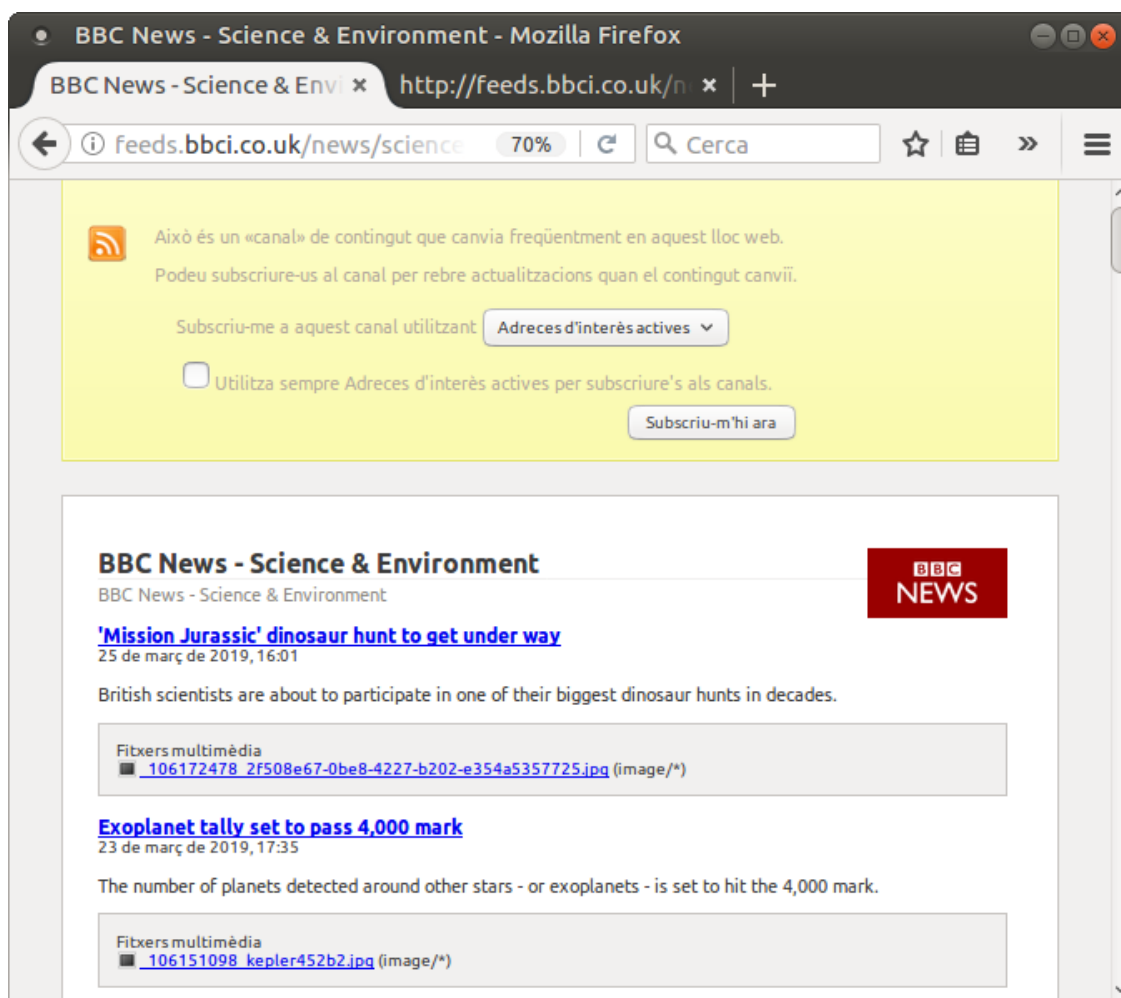 BBC News - Science & Environment - Mozilla Firefox
BBC News - Science & Envi
http://feeds.bbci.co.uk/n
feeds.bbci.co.uk/news/science 70% Cerca
Això és un «canal» de contingut que canvia freqüentment en aquest lloc web.
Podeu subscriure-us al canal per rebre actualitzacions quan el contingut canviï.
Subscriu-me a aquest canal utilitzant Adreces d'interès actives
Utilitza sempre Adreces d'interès actives per subscriure's als canals.
Subscriu-m'hi ara
BBC News - Science & Environment
BBC News - Science & Environment
BBC
NEWS
'Mission Jurassic' dinosaur hunt to get under way
25 de març de 2019, 16:01
British scientists are about to participate in one of their biggest dinosaur hunts in decades.
Fitxers multimèdia
_106172478_2f508e67-0be8-4227-b202-e354a5357725.jpg (image/*)
Exoplanet tally set to pass 4,000 mark
23 de març de 2019, 17:35
The number of planets detected around other stars - or exoplanets - is set to hit the 4,000 mark.
Fitxers multimèdia
_106151098_kepler452b2.jpg (image/*)